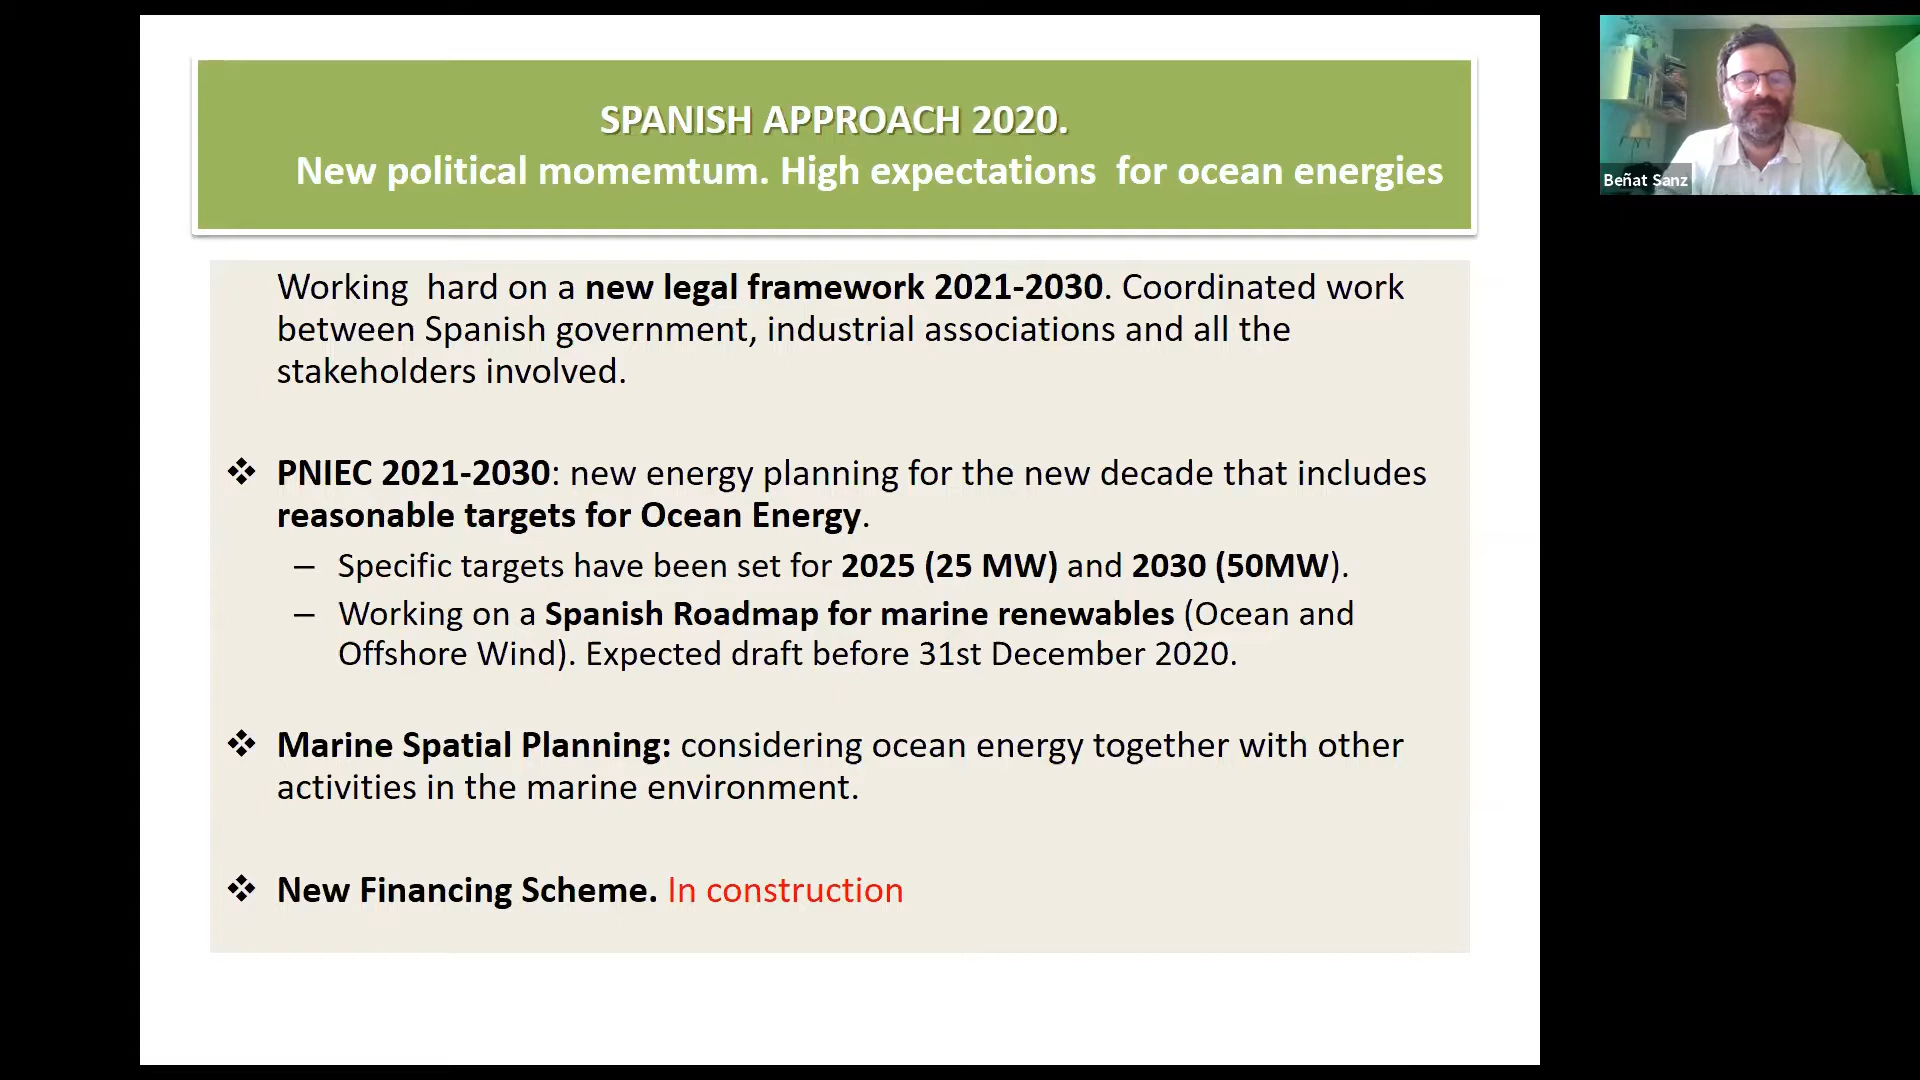 SPANISH APPROACH 2020.
New political momemtum. High expectations  for ocean energies
Beñat Sanz
Working  hard on a new legal framework 2021-2030. Coordinated work
between Spanish government, industrial associations and all the
stakeholders involved.
❖ PNIEC 2021-2030: new energy planning for the new decade that includes
reasonable targets for Ocean Energy.
– Specific targets have been set for 2025 (25 MW) and 2030 (50MW).
– Working on a Spanish Roadmap for marine renewables (Ocean and
Offshore Wind). Expected draft before 31st December 2020.
❖ Marine Spatial Planning: considering ocean energy together with other
activities in the marine environment.
❖ New Financing Scheme. In construction